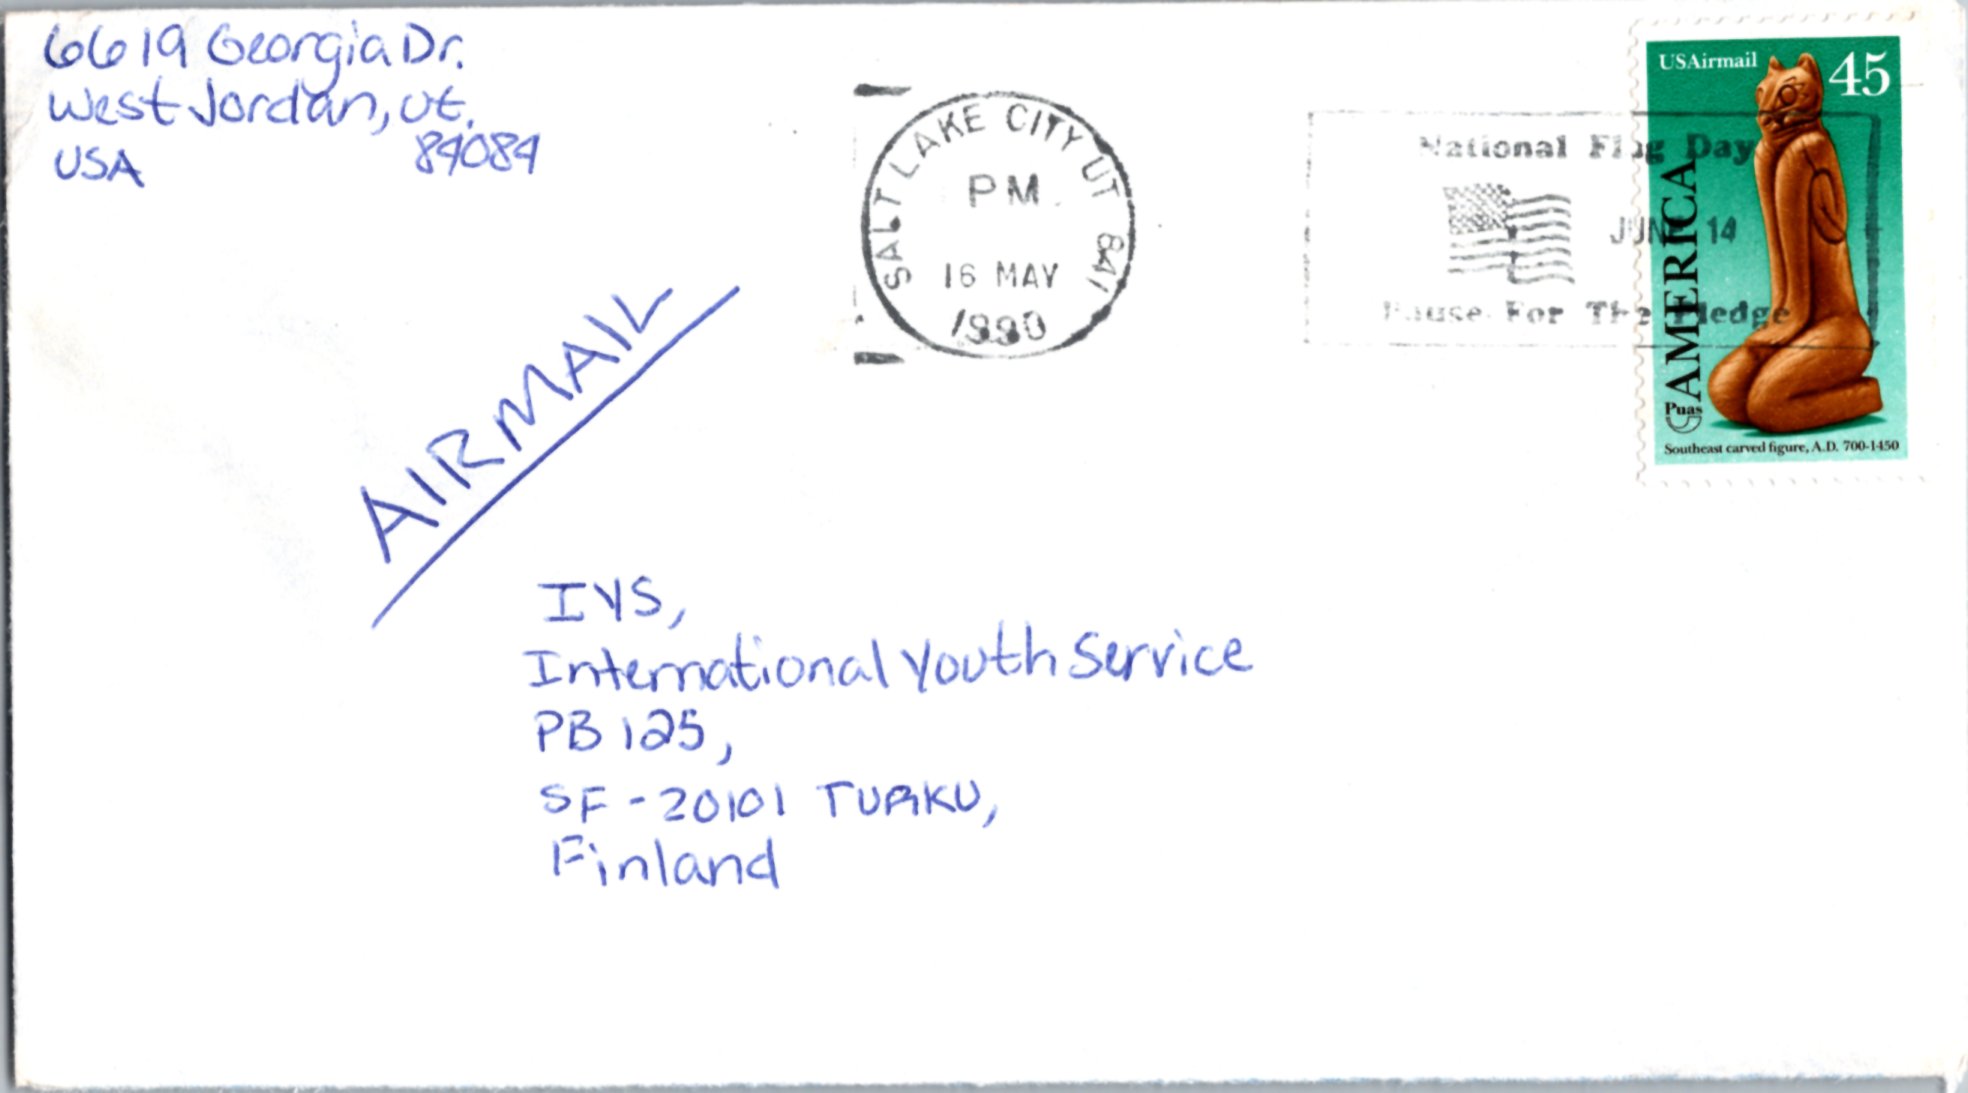 6619 Georgia Dr.
West Jordan, Ut.
84084
USA
SALT LAKE CITY UT 841
PM
16 MAY
1990
National Flag Day
JUNE 14
Pause For The Pledge
USAirmail 45
AMERICA
Puas
Southeast carved figure, A.D. 700-1450
AIRMAIL
IYS,
International Youth Service
PB 125,
SF-20101 TURKU,
Finland